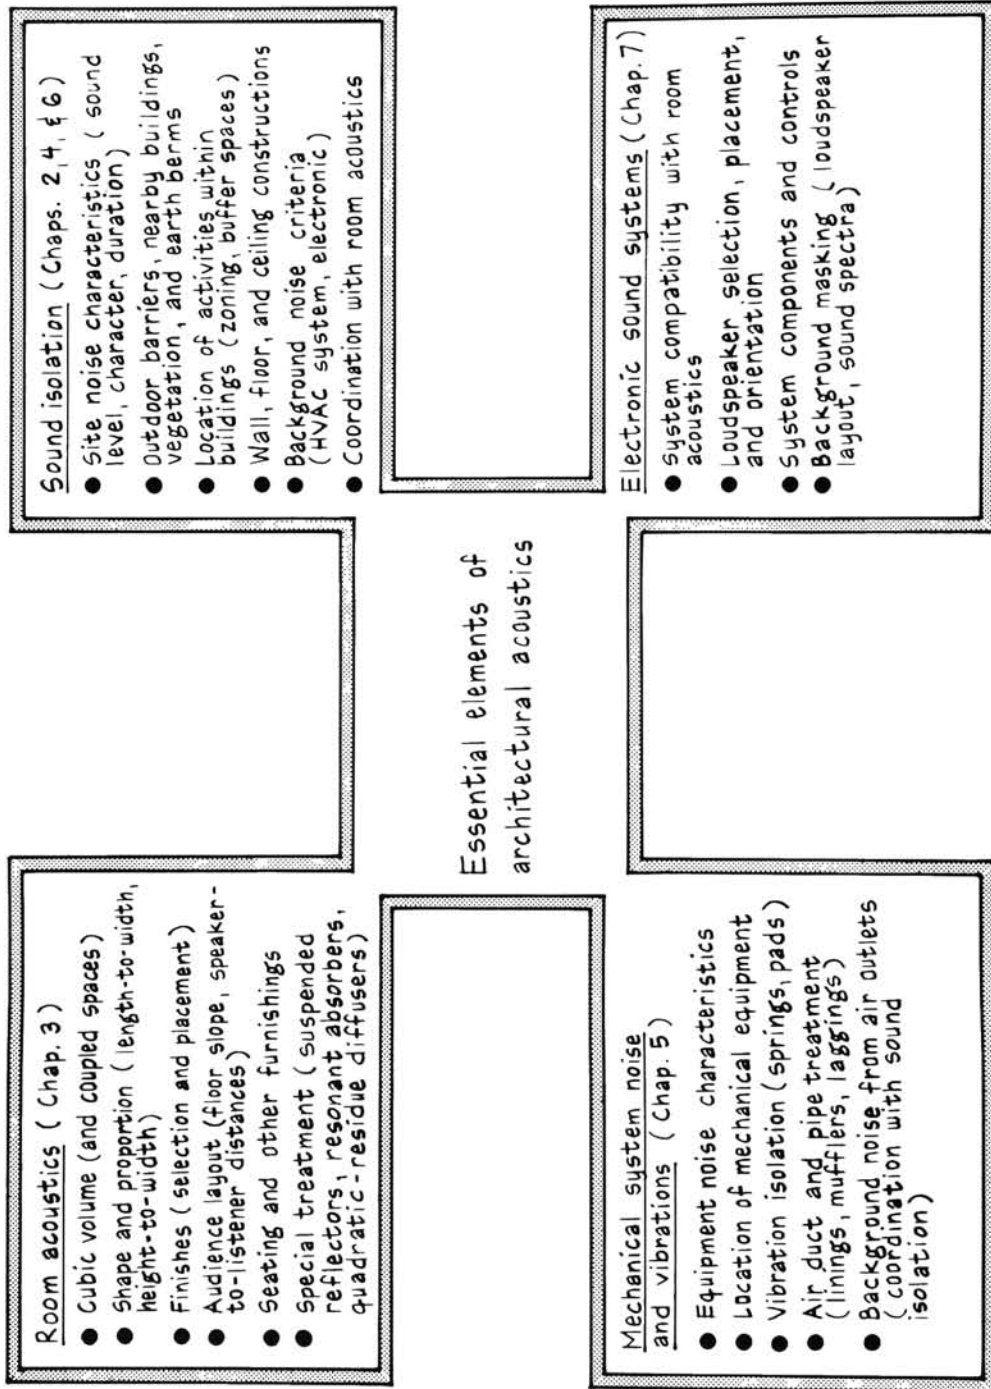 Room acoustics (Chap. 3)
● Cubic volume (and coupled spaces)
● Shape and proportion (length-to-width,
height-to-width)
● Finishes (selection and placement)
● Audience layout (floor slope, speaker-
to-listener distances)
● Seating and other furnishings
● Special treatment (suspended
reflectors, resonant absorbers,
quadratic-residue diffusers)
Sound isolation (Chaps. 2, 4, & 6)
● Site noise characteristics (sound
level, character, duration)
● Outdoor barriers, nearby buildings,
vegetation, and earth berms
● Location of activities within
buildings (zoning, buffer spaces)
● Wall, floor, and ceiling constructions
● Background noise criteria
(HVAC system, electronic)
● Coordination with room acoustics
Essential elements of
architectural acoustics
Mechanical system noise
and vibrations (Chap. 5)
● Equipment noise characteristics
● Location of mechanical equipment
● Vibration isolation (springs, pads)
● Air duct and pipe treatment
(linings, mufflers, laggings)
● Background noise from air outlets
(coordination with sound
isolation)
Electronic sound systems (Chap. 7)
● System compatibility with room
acoustics
● Loudspeaker selection, placement,
and orientation
● System components and controls
● Background masking (loudspeaker
layout, sound spectra)